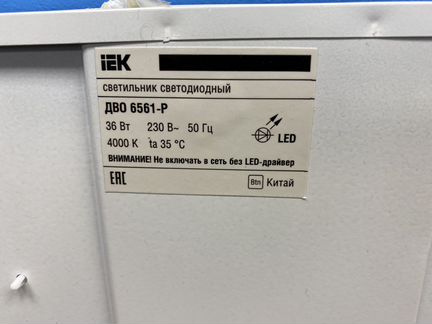 iEK
СВЕТИЛЬНИК СВЕТОДИОДНЫЙ
ДВО 6561-Р
36 Вт 230 В~ 50 Гц
4000 К ta 35 °C
LED
ВНИМАНИЕ! Не включать в сеть без LED-драйвер
EAC
Btn Китай